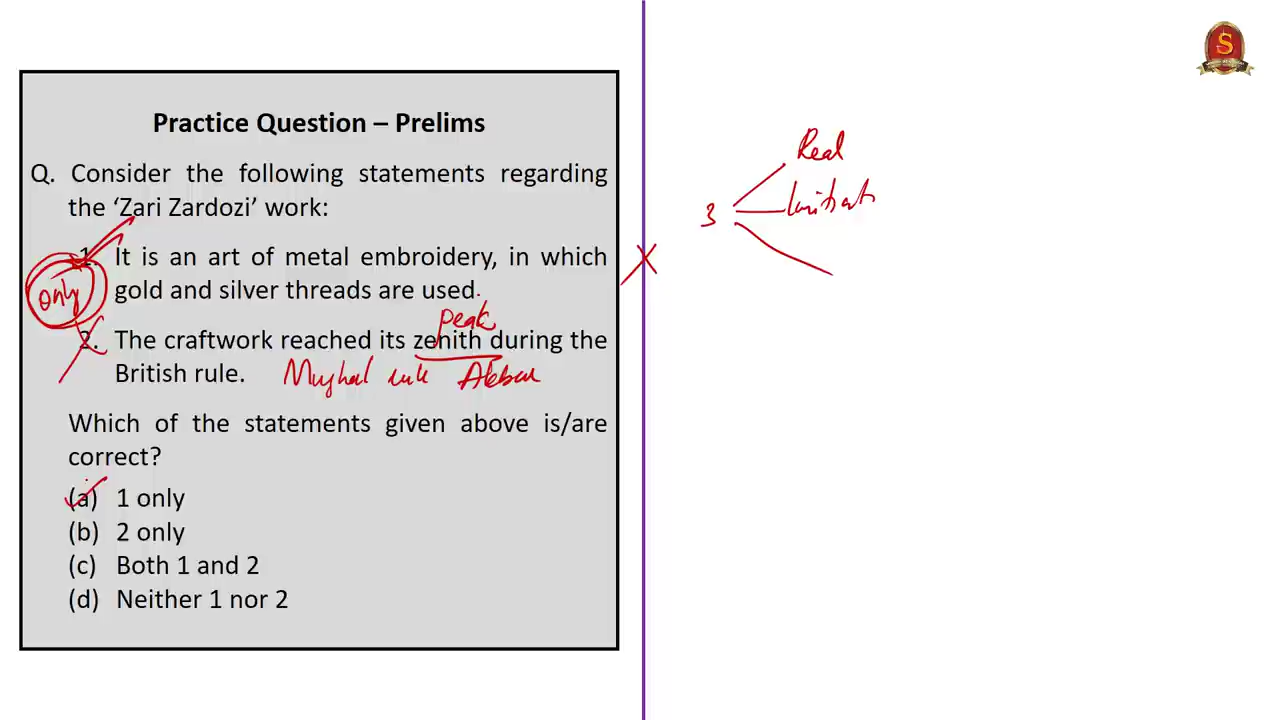 Practice Question – Prelims
Q. Consider the following statements regarding
the ‘Zari Zardozi’ work:
1. It is an art of metal embroidery, in which
gold and silver threads are used.
only
peak
2. The craftwork reached its zenith during the
British rule. Mughal rule Akbar
Which of the statements given above is/are
correct?
(a) 1 only
(b) 2 only
(c) Both 1 and 2
(d) Neither 1 nor 2
S
Real
3